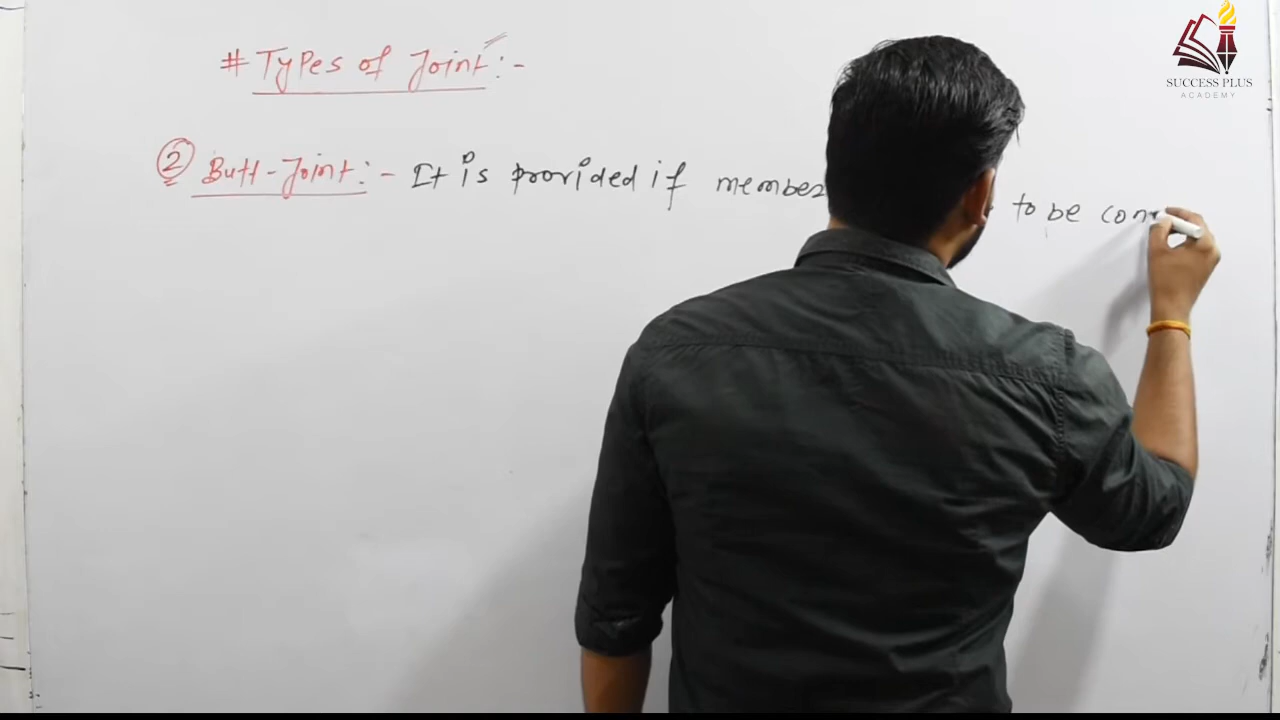 # Types of Joint :-
② Butt-Joint :- It is provided if member to be con
SUCCESS PLUS
ACADEMY